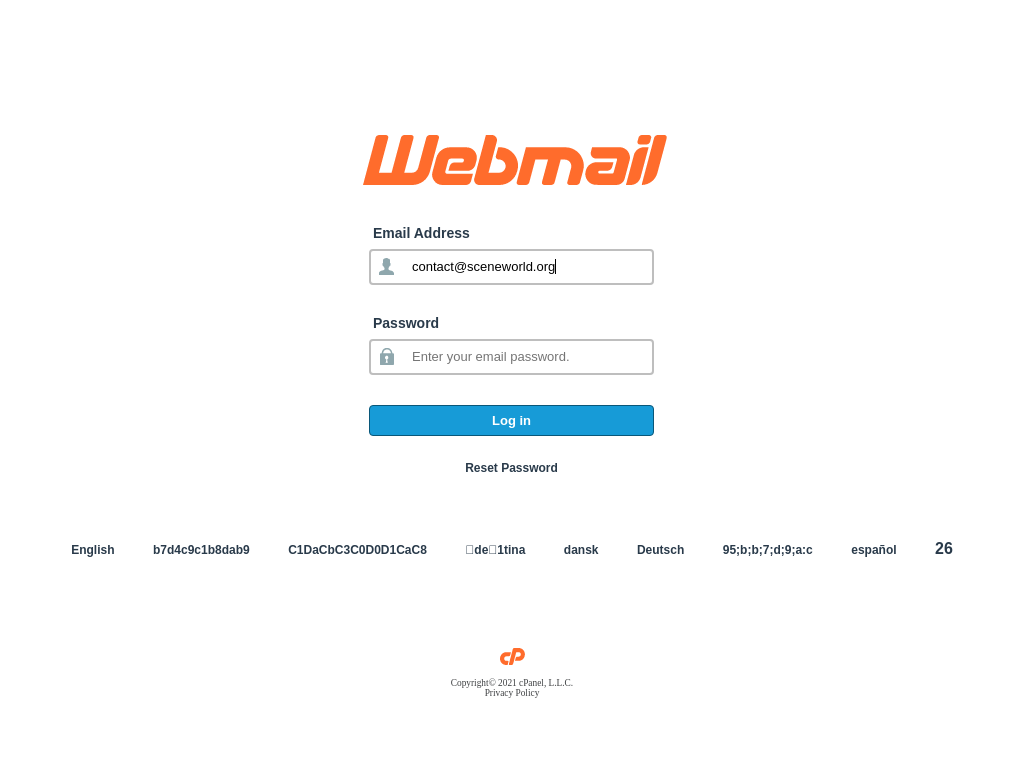 Webmail
Email Address
contact@sceneworld.org
Password
Enter your email password.
Log in
Reset Password
English b7d4c9c1b8dab9 C1DaCbC3C0D0D1CaC8 □de□1tina dansk Deutsch 95;b;b;7;d;9;a:c español 26
cP
Copyright© 2021 cPanel, L.L.C.
Privacy Policy